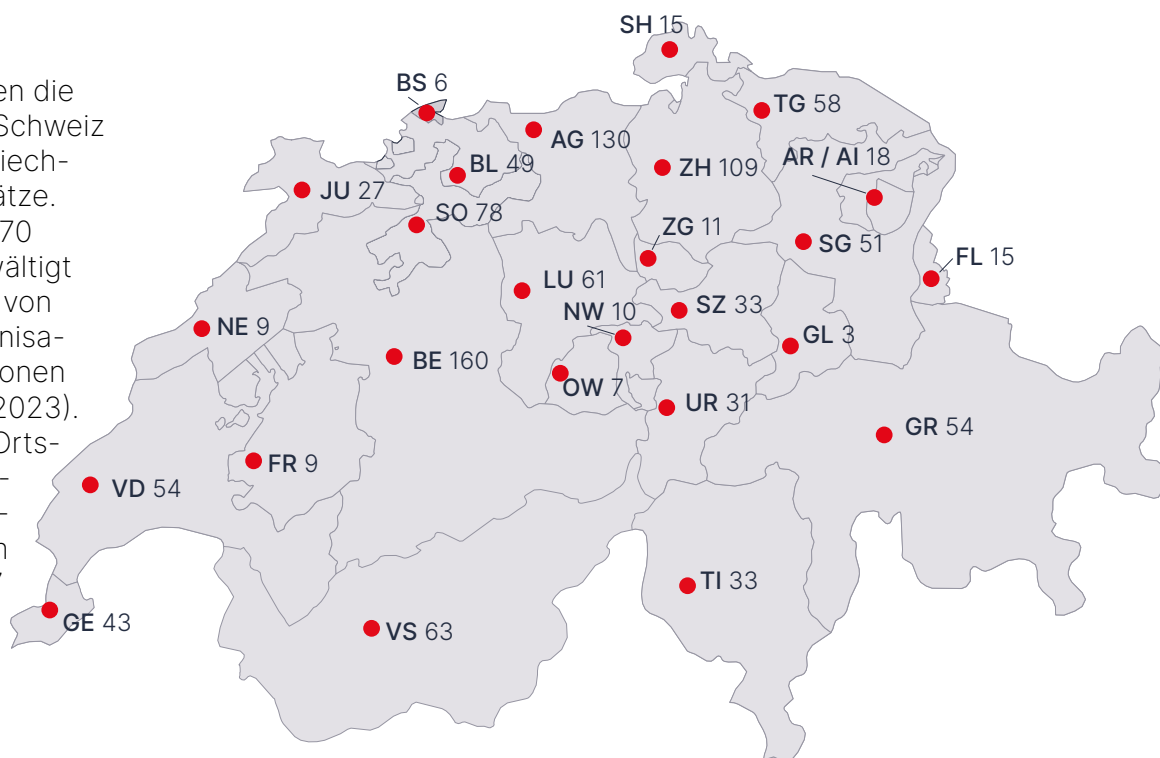 en die
Schweiz
iech-
ätze.
70
wältigt
von
nisa-
onen
2023).
Orts-
-
-
n
SH 15
BS 6
TG 58
AG 130
AR / AI 18
BL 49
ZH 109
JU 27
SO 78
ZG 11
SG 51
FL 15
LU 61
NW 10
SZ 33
NE 9
GL 3
BE 160
OW 7
UR 31
GR 54
FR 9
VD 54
TI 33
GE 43
VS 63